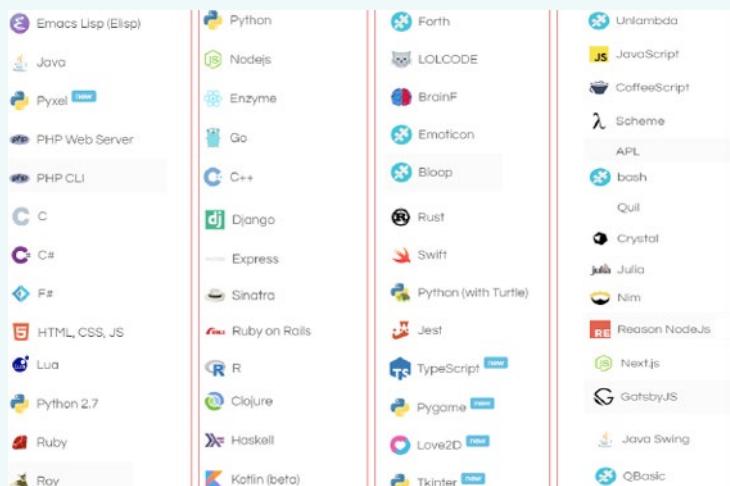 Emacs Lisp (Elisp)
Java
Pyxel new
PHP Web Server
PHP CLI
C
C#
F#
HTML, CSS, JS
Lua
Python 2.7
Ruby
Roy
Python
Nodejs
Enzyme
Go
C++
Django
Express
Sinatra
Ruby on Rails
R
Clojure
Haskell
Kotlin (beta)
Forth
LOLCODE
BrainF
Emoticon
Bloop
Rust
Swift
Python (with Turtle)
Jest
TypeScript new
Pygame new
Love2D new
Tkinter new
Unlambda
JavaScript
CoffeeScript
Scheme
APL
bash
Quil
Crystal
Julia
Nim
Reason NodeJs
Next.js
GatsbyJS
Java Swing
QBasic